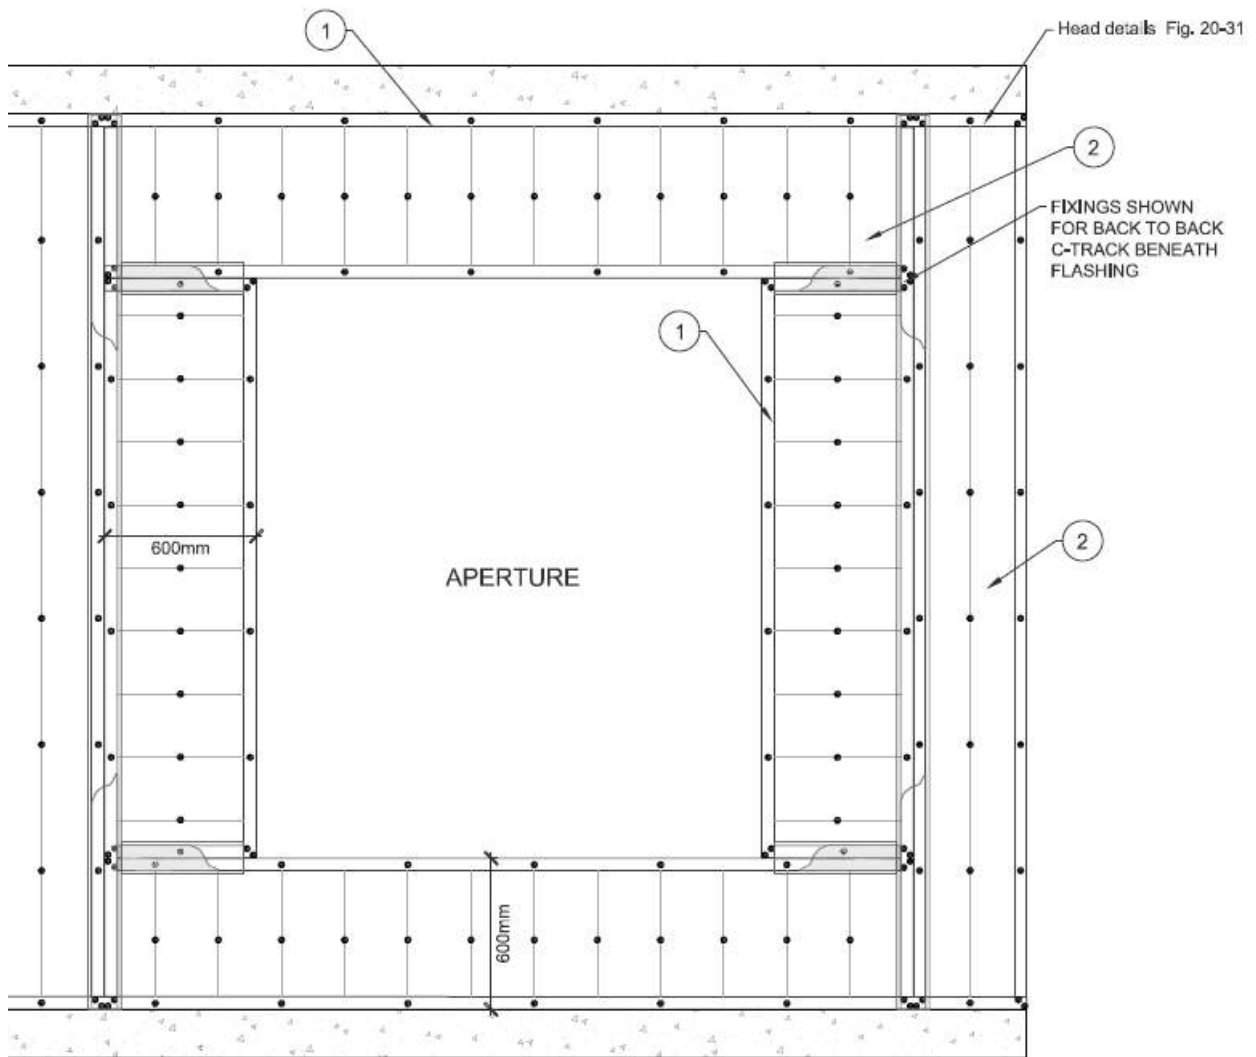 1
Head details Fig. 20-31
2
FIXINGS SHOWN
FOR BACK TO BACK
C-TRACK BENEATH
FLASHING
1
600mm
APERTURE
2
600mm